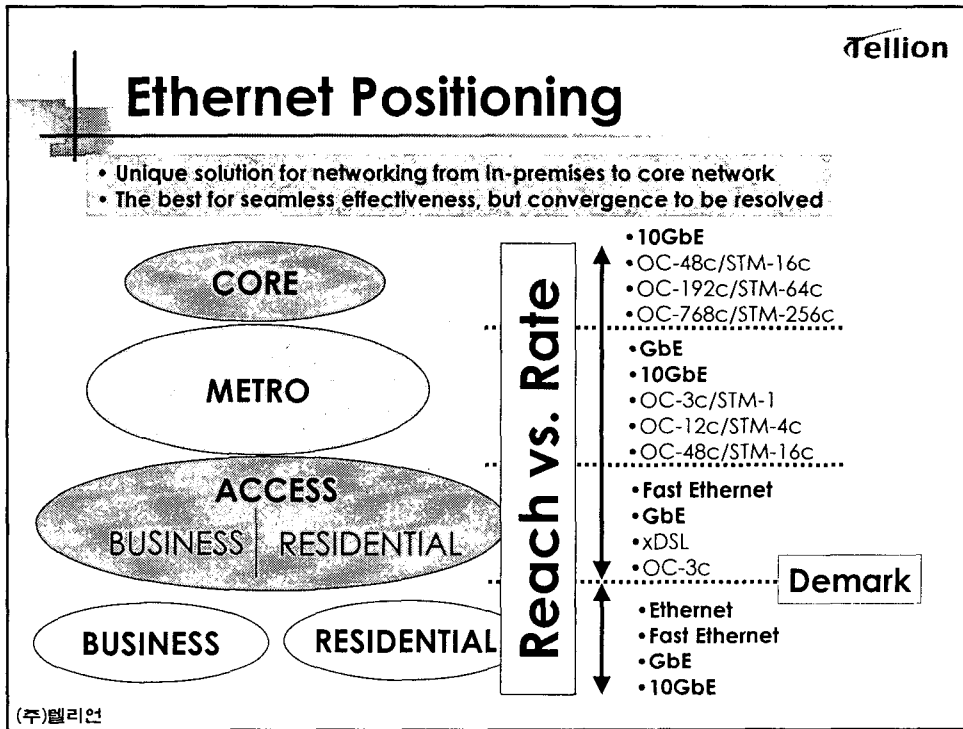 Tellion
Ethernet Positioning
• Unique solution for networking from in-premises to core network
• The best for seamless effectiveness, but convergence to be resolved
CORE
METRO
ACCESS
BUSINESS RESIDENTIAL
BUSINESS
RESIDENTIAL
Reach vs. Rate
•10GbE
•OC-48c/STM-16c
•OC-192c/STM-64c
•OC-768c/STM-256c
•GbE
•10GbE
•OC-3c/STM-1
•OC-12c/STM-4c
•OC-48c/STM-16c
•Fast Ethernet
•GbE
•xDSL
•OC-3c
Demark
•Ethernet
•Fast Ethernet
•GbE
•10GbE
(주)텔리언